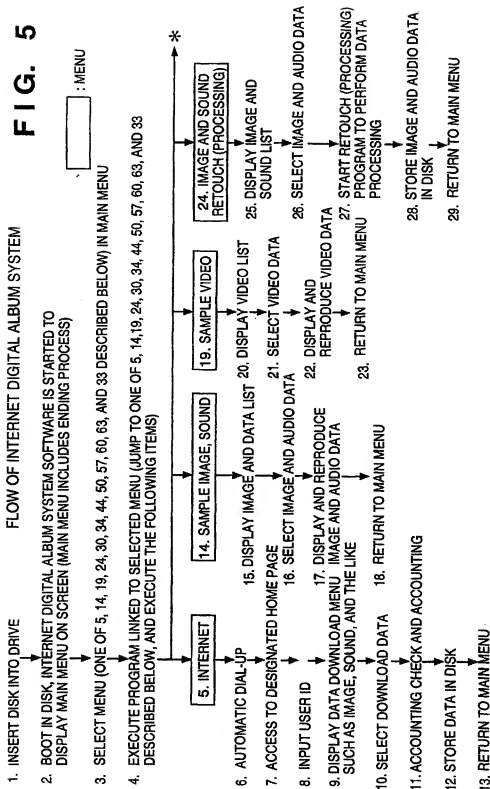 FIG. 5
FLOW OF INTERNET DIGITAL ALBUM SYSTEM
: MENU
1. INSERT DISK INTO DRIVE
2. BOOT IN DISK, INTERNET DIGITAL ALBUM SYSTEM SOFTWARE IS STARTED TO
DISPLAY MAIN MENU ON SCREEN (MAIN MENU INCLUDES ENDING PROCESS)
3. SELECT MENU (ONE OF 5, 14, 19, 24, 30, 34, 44, 50, 57, 60, 63, AND 33 DESCRIBED BELOW) IN MAIN MENU
4. EXECUTE PROGRAM LINKED TO SELECTED MENU (JUMP TO ONE OF 5, 14,19, 24, 30, 34, 44, 50, 57, 60, 63, AND 33
DESCRIBED BELOW, AND EXECUTE THE FOLLOWING ITEMS)
*
5. INTERNET
6. AUTOMATIC DIAL-UP
7. ACCESS TO DESIGNATED HOME PAGE
8. INPUT USER ID
9. DISPLAY DATA DOWNLOAD MENU
SUCH AS IMAGE, SOUND, AND THE LIKE
10. SELECT DOWNLOAD DATA
11. ACCOUNTING CHECK AND ACCOUNTING
12. STORE DATA IN DISK
13. RETURN TO MAIN MENU
14. SAMPLE IMAGE, SOUND
15. DISPLAY IMAGE AND DATA LIST
16. SELECT IMAGE AND AUDIO DATA
17. DISPLAY AND REPRODUCE
IMAGE AND AUDIO DATA
18. RETURN TO MAIN MENU
19. SAMPLE VIDEO
20. DISPLAY VIDEO LIST
21. SELECT VIDEO DATA
22. DISPLAY AND
REPRODUCE VIDEO DATA
23. RETURN TO MAIN MENU
24. IMAGE AND SOUND
RETOUCH (PROCESSING)
25. DISPLAY IMAGE AND
SOUND LIST
26. SELECT IMAGE AND AUDIO DATA
27. START RETOUCH (PROCESSING)
PROGRAM TO PERFORM DATA
PROCESSING
28. STORE IMAGE AND AUDIO DATA
IN DISK
29. RETURN TO MAIN MENU